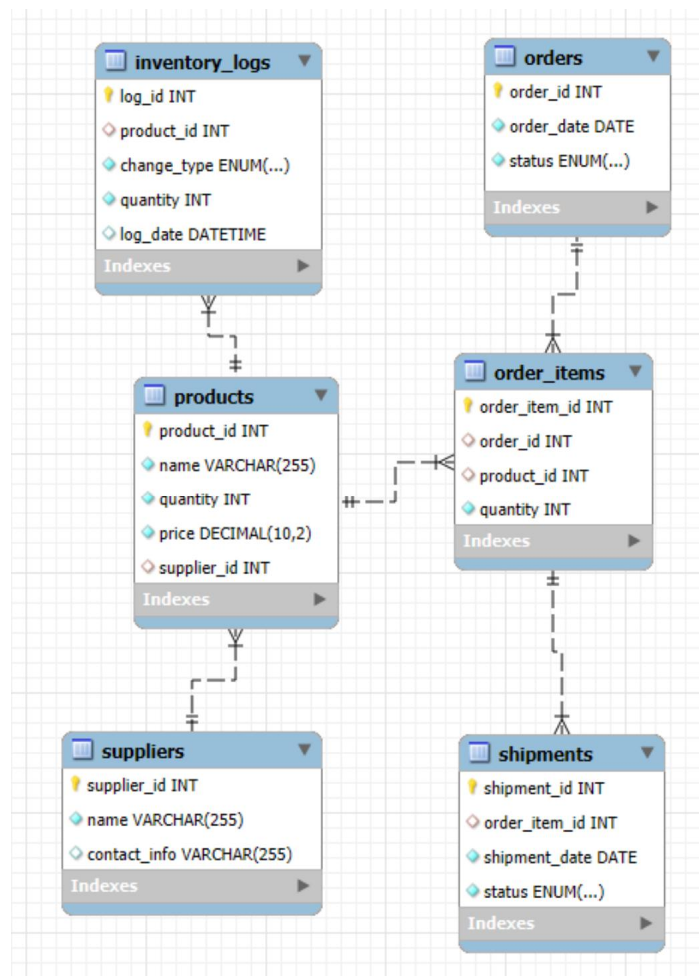 inventory_logs
log_id INT
product_id INT
change_type ENUM(...)
quantity INT
log_date DATETIME
Indexes
orders
order_id INT
order_date DATE
status ENUM(...)
Indexes
products
product_id INT
name VARCHAR(255)
quantity INT
price DECIMAL(10,2)
supplier_id INT
Indexes
order_items
order_item_id INT
order_id INT
product_id INT
quantity INT
Indexes
suppliers
supplier_id INT
name VARCHAR(255)
contact_info VARCHAR(255)
Indexes
shipments
shipment_id INT
order_item_id INT
shipment_date DATE
status ENUM(...)
Indexes